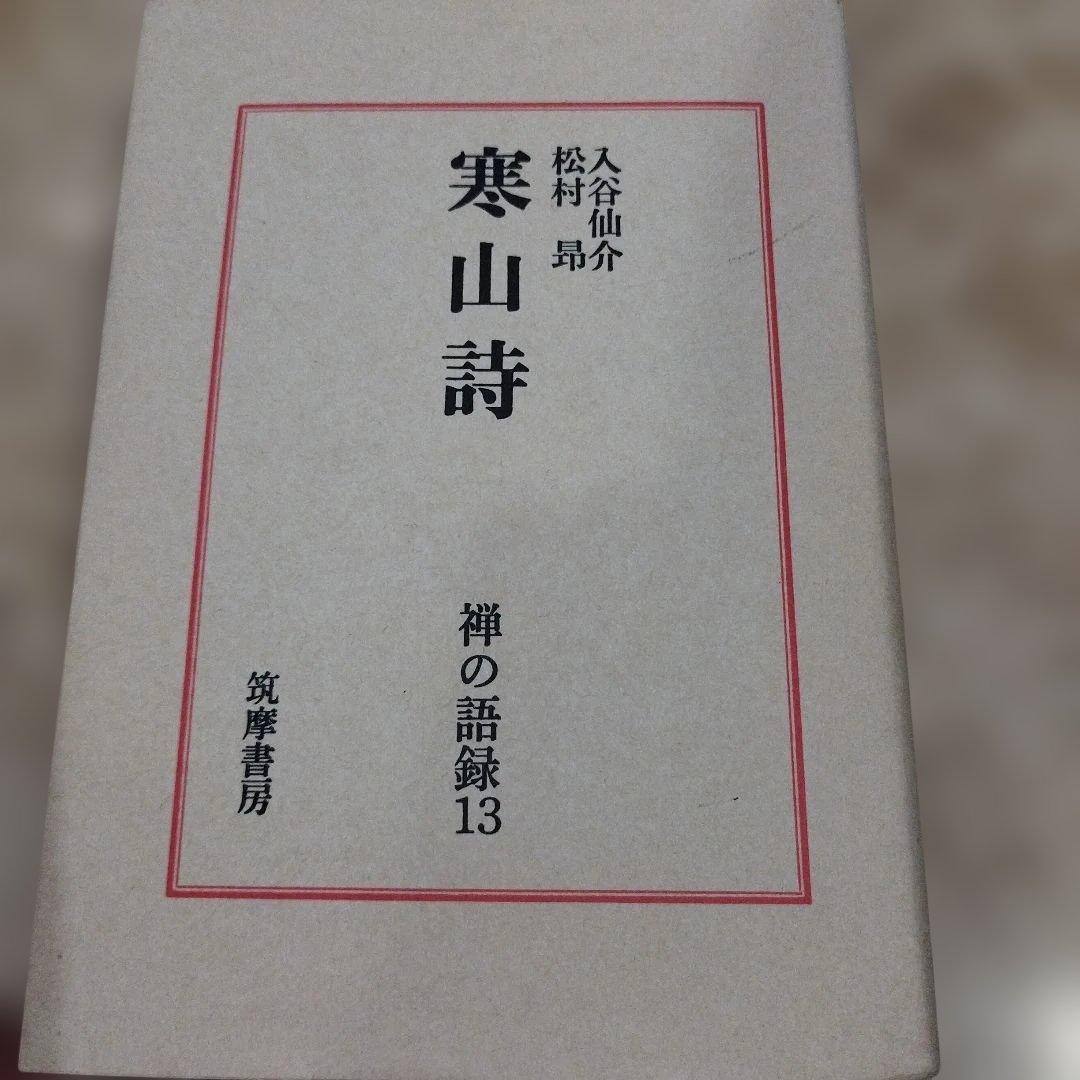 入谷仙介
松村 昂
寒山詩
禅の語録13
筑摩書房